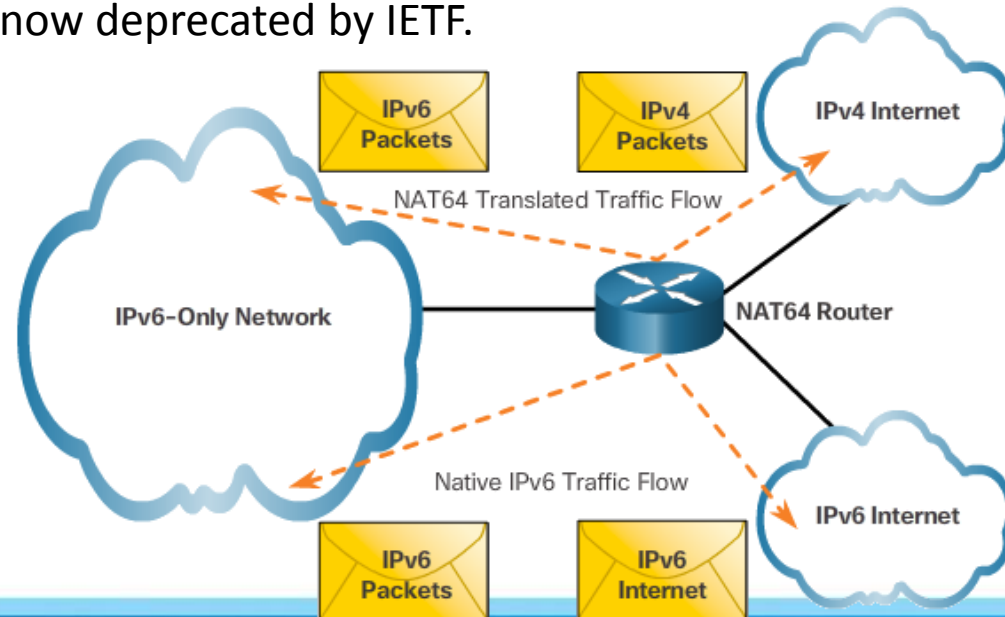 now deprecated by IETF.
IPv6
Packets
IPv4
Packets
IPv4 Internet
NAT64 Translated Traffic Flow
IPv6-Only Network
NAT64 Router
Native IPv6 Traffic Flow
IPv6 Internet
IPv6
Packets
IPv6
Internet